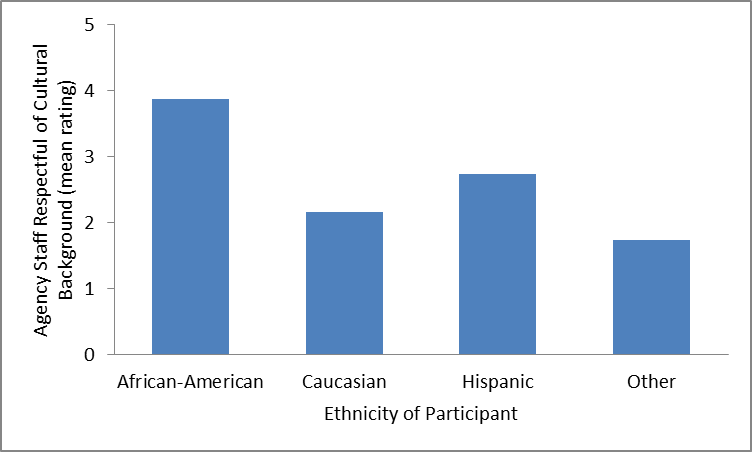 Agency Staff Respectful of Cultural
Background (mean rating)
5
4
3
2
1
0
African-American
Caucasian
Hispanic
Other
Ethnicity of Participant